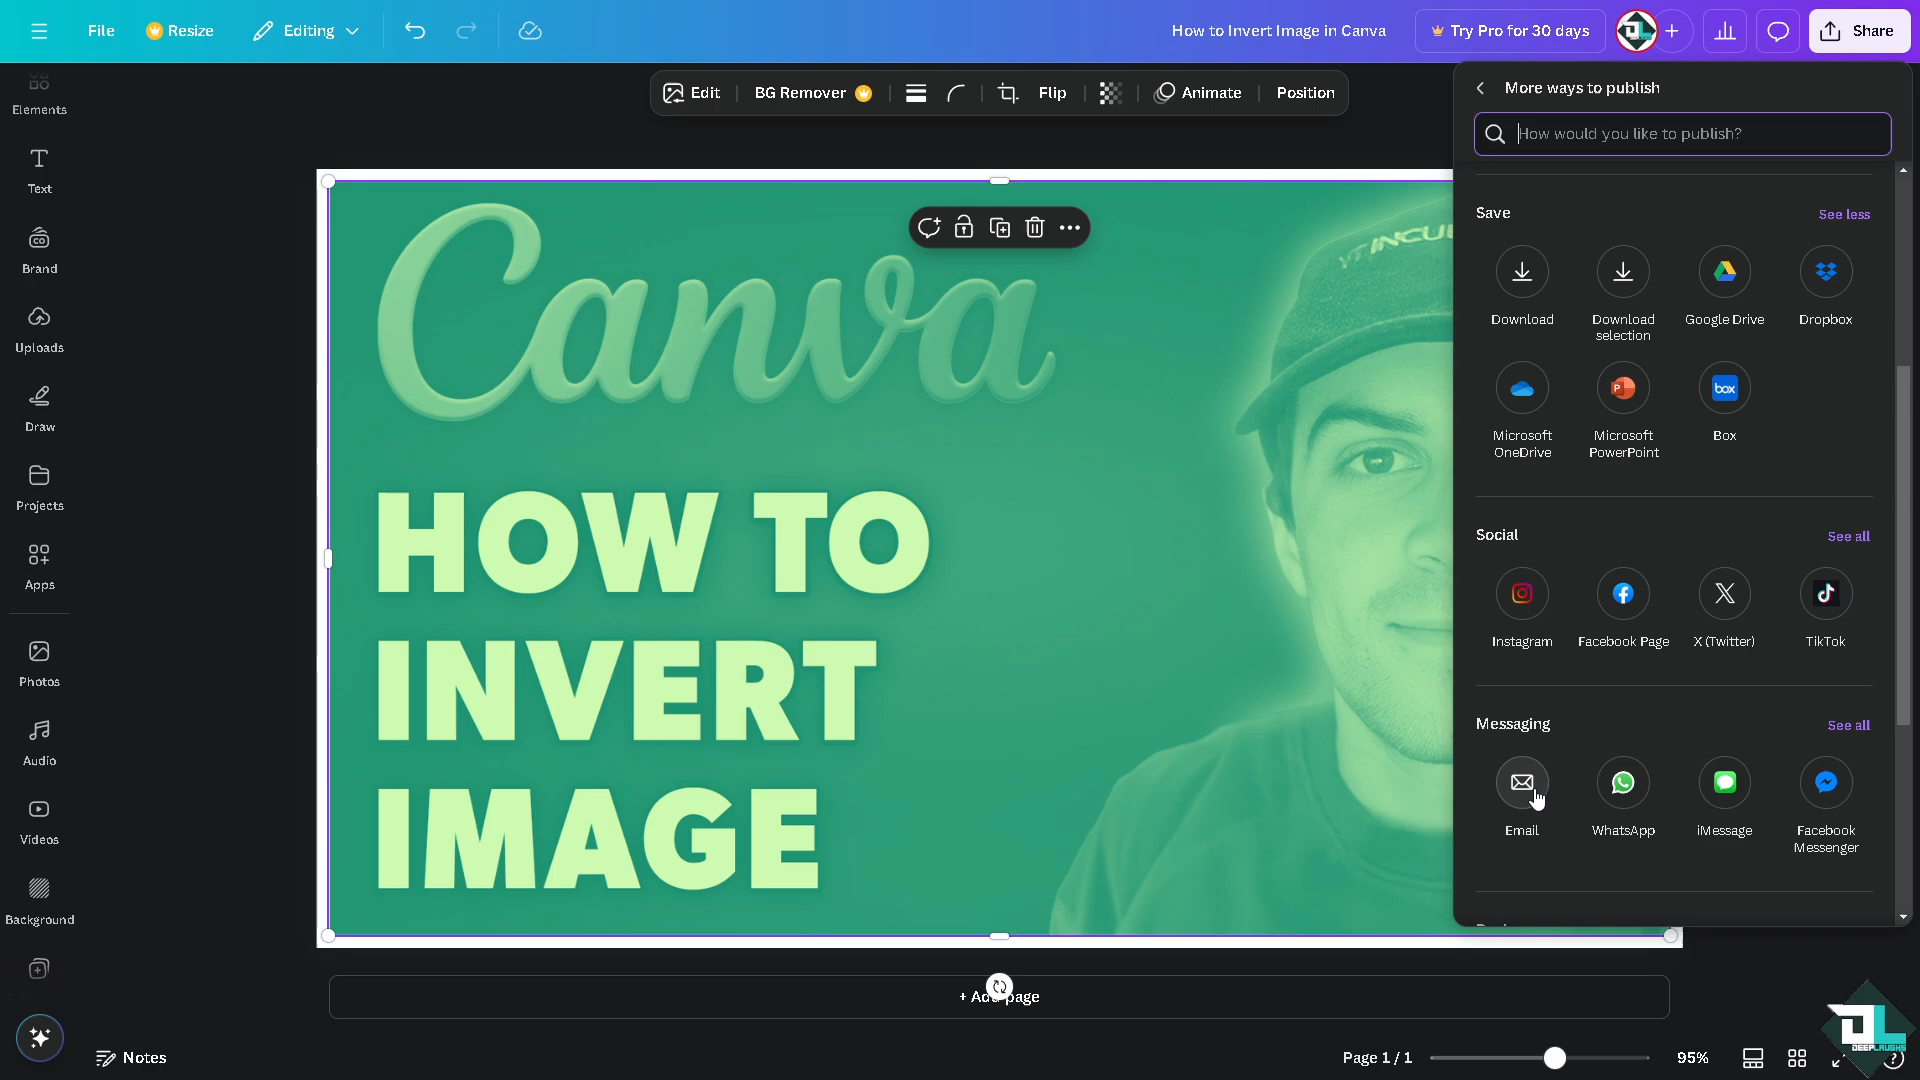 File
Resize
Editing
How to Invert Image in Canva
Try Pro for 30 days
Share
Elements
Text
Brand
Uploads
Draw
Projects
Apps
Photos
Audio
Videos
Background
Edit
BG Remover
Flip
Animate
Position
Canva
HOW TO
INVERT
IMAGE
More ways to publish
How would you like to publish?
Save
See less
Download
Download selection
Google Drive
Dropbox
Microsoft OneDrive
Microsoft PowerPoint
box
Box
Social
See all
Instagram
Facebook Page
X (Twitter)
TikTok
Messaging
See all
Email
WhatsApp
iMessage
Facebook Messenger
+ Add page
Notes
Page 1 / 1
95%
DL
DEEPLAUGHS